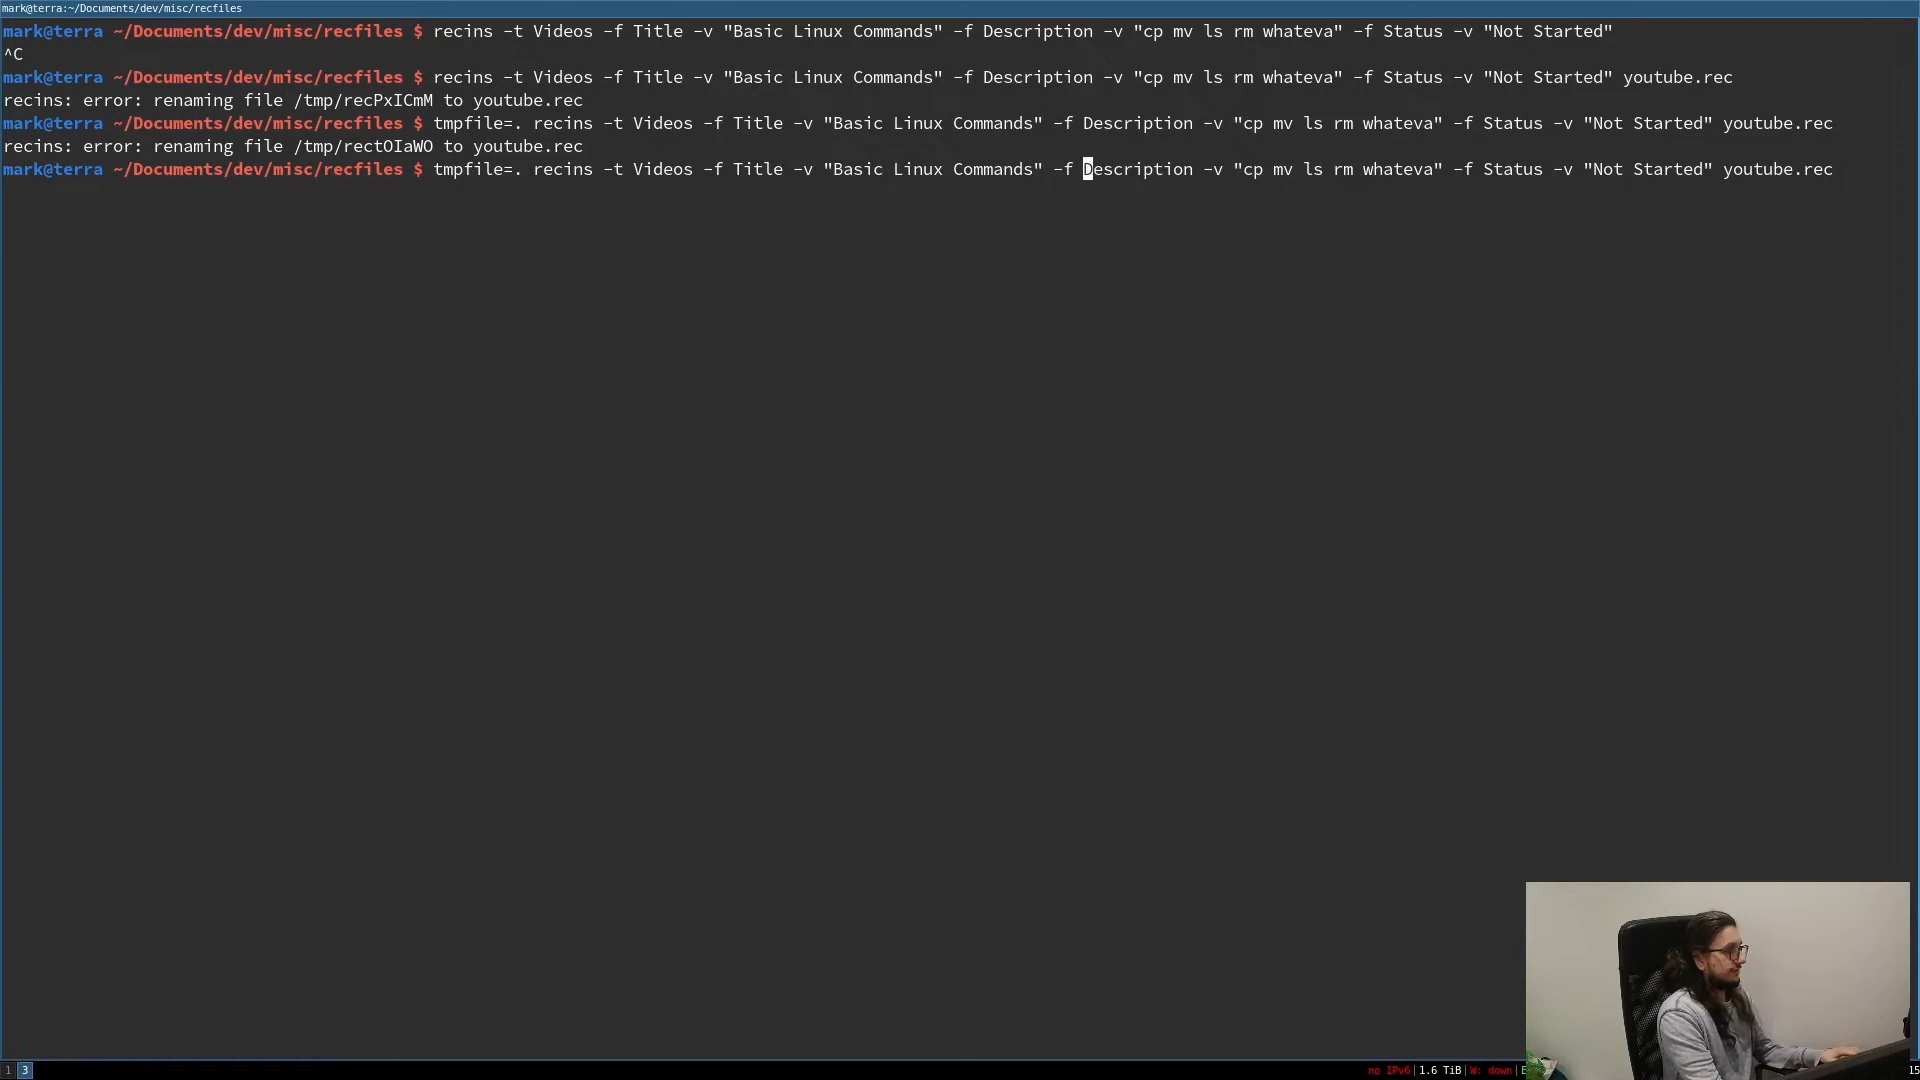 mark@terra:~/Documents/dev/misc/recfiles
mark@terra ~/Documents/dev/misc/recfiles $ recins -t Videos -f Title -v "Basic Linux Commands" -f Description -v "cp mv ls rm whateva" -f Status -v "Not Started"
^C
mark@terra ~/Documents/dev/misc/recfiles $ recins -t Videos -f Title -v "Basic Linux Commands" -f Description -v "cp mv ls rm whateva" -f Status -v "Not Started" youtube.rec
recins: error: renaming file /tmp/recPxICmM to youtube.rec
mark@terra ~/Documents/dev/misc/recfiles $ tmpfile=. recins -t Videos -f Title -v "Basic Linux Commands" -f Description -v "cp mv ls rm whateva" -f Status -v "Not Started" youtube.rec
recins: error: renaming file /tmp/rectOIaWO to youtube.rec
mark@terra ~/Documents/dev/misc/recfiles $ tmpfile=. recins -t Videos -f Title -v "Basic Linux Commands" -f Description -v "cp mv ls rm whateva" -f Status -v "Not Started" youtube.rec
1 3 no IPv6|1.6 TiB|W: down|E 15